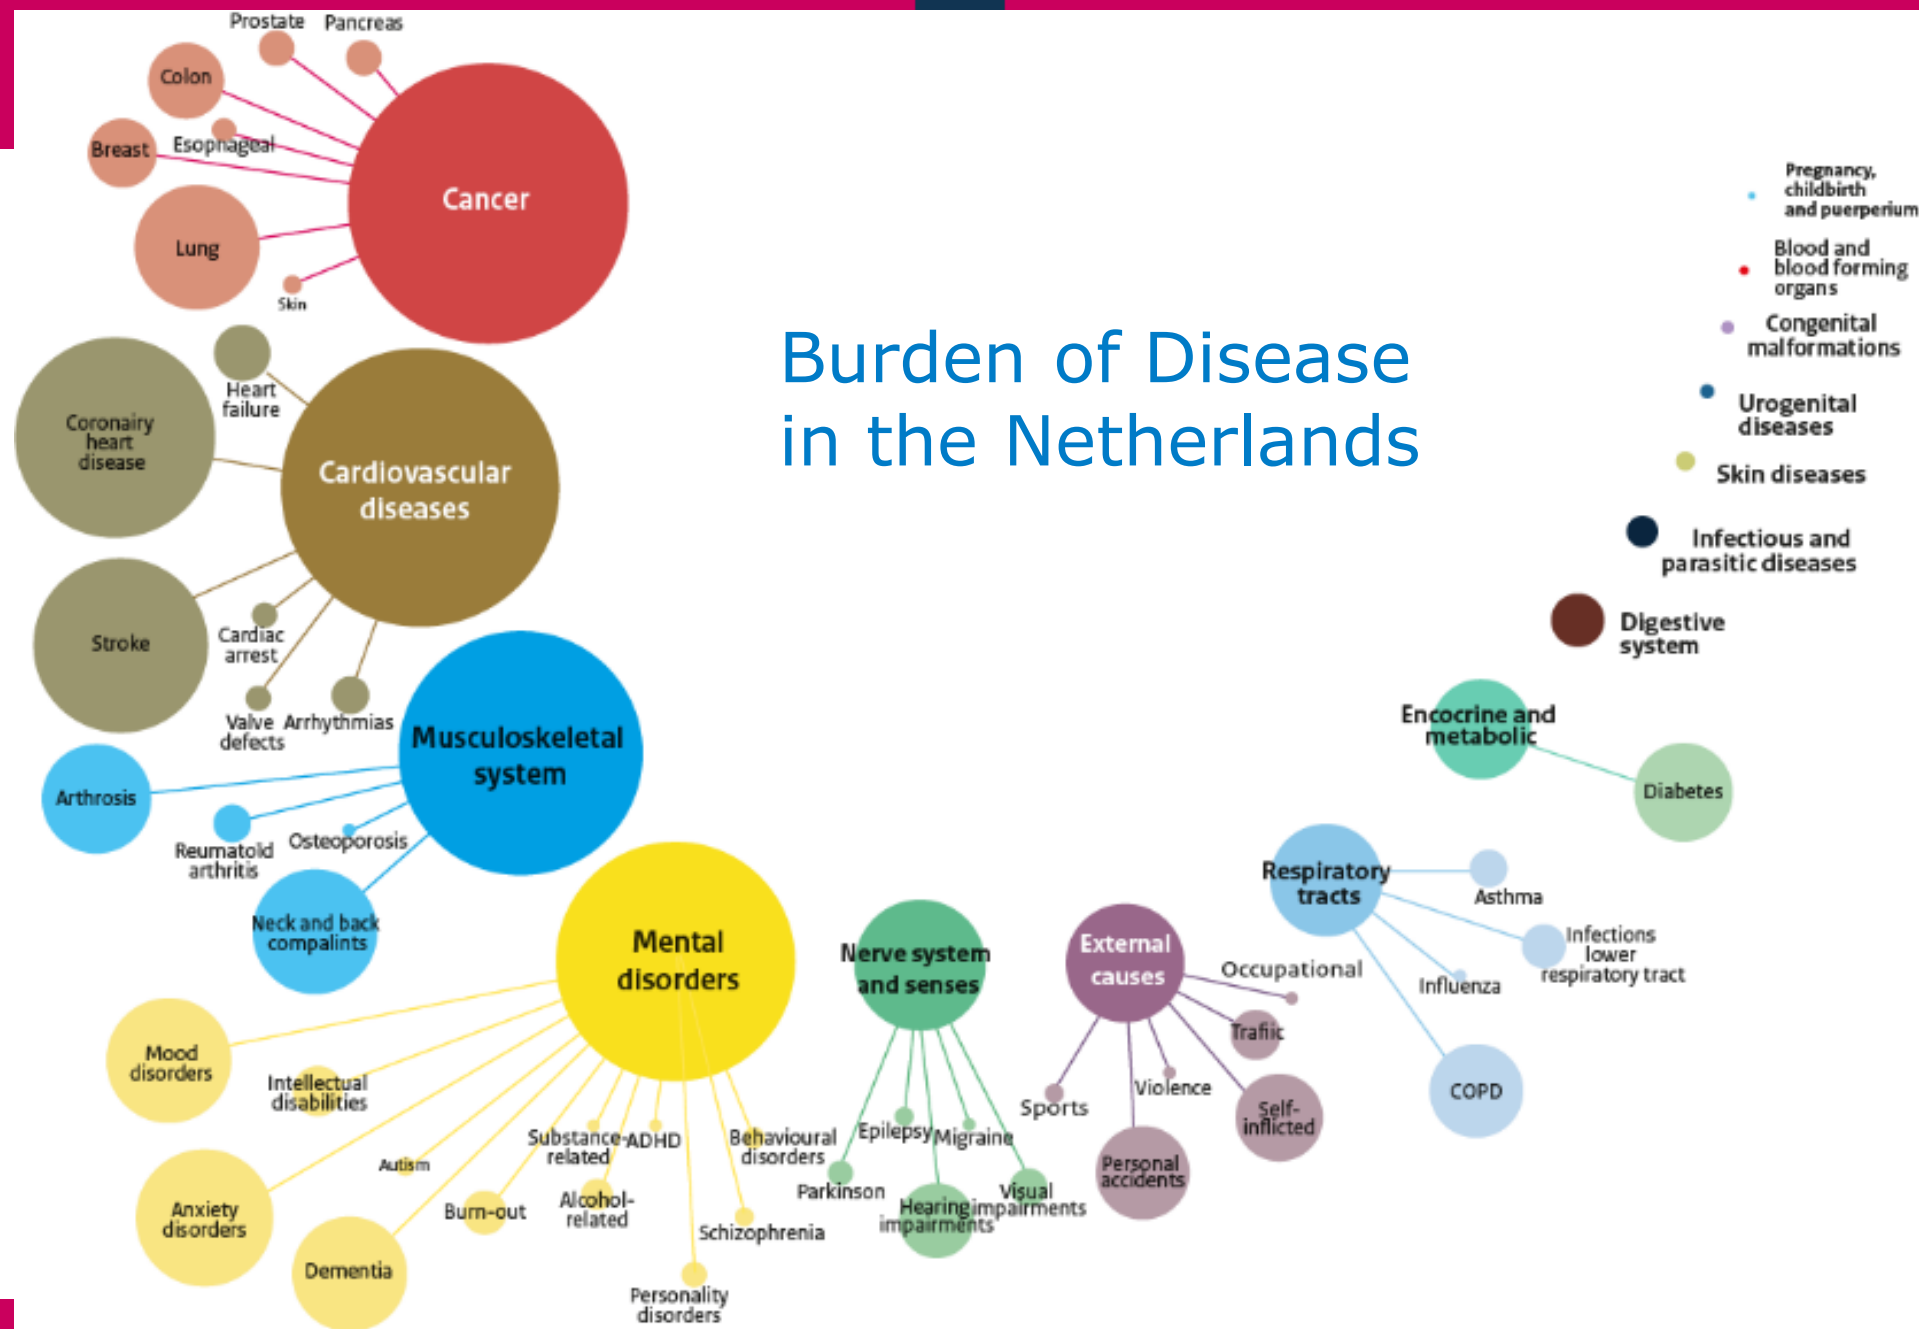 Prostate
Pancreas
Colon
Esophageal
Breast
Cancer
Lung
Skin
Heart
failure
Coronairy
heart
disease
Cardiovascular
diseases
Stroke
Cardiac
arrest
Valve
defects
Arrhythmias
Musculoskeletal
system
Arthrosis
Reumatoid
arthritis
Osteoporosis
Neck and back
compalints
Mental
disorders
Mood
disorders
Intellectual
disabilities
Autism
Anxiety
disorders
Dementia
Burn-out
Substance-
related
Alcohol-
related
ADHD
Behavioural
disorders
Schizophrenia
Personality
disorders
Nerve system
and senses
Epilepsy
Migraine
Parkinson
Hearing
impairments
Visual
impairments
External
causes
Occupational
Trafiic
Violence
Sports
Self-
inflicted
Personal
accidents
Respiratory
tracts
Asthma
Infections
lower
respiratory tract
Influenza
COPD
Encocrine and
metabolic
Diabetes
Digestive
system
Infectious and
parasitic diseases
Skin diseases
Urogenital
diseases
Congenital
malformations
Blood and
blood forming
organs
Pregnancy,
childbirth
and puerperium
Burden of Disease
in the Netherlands